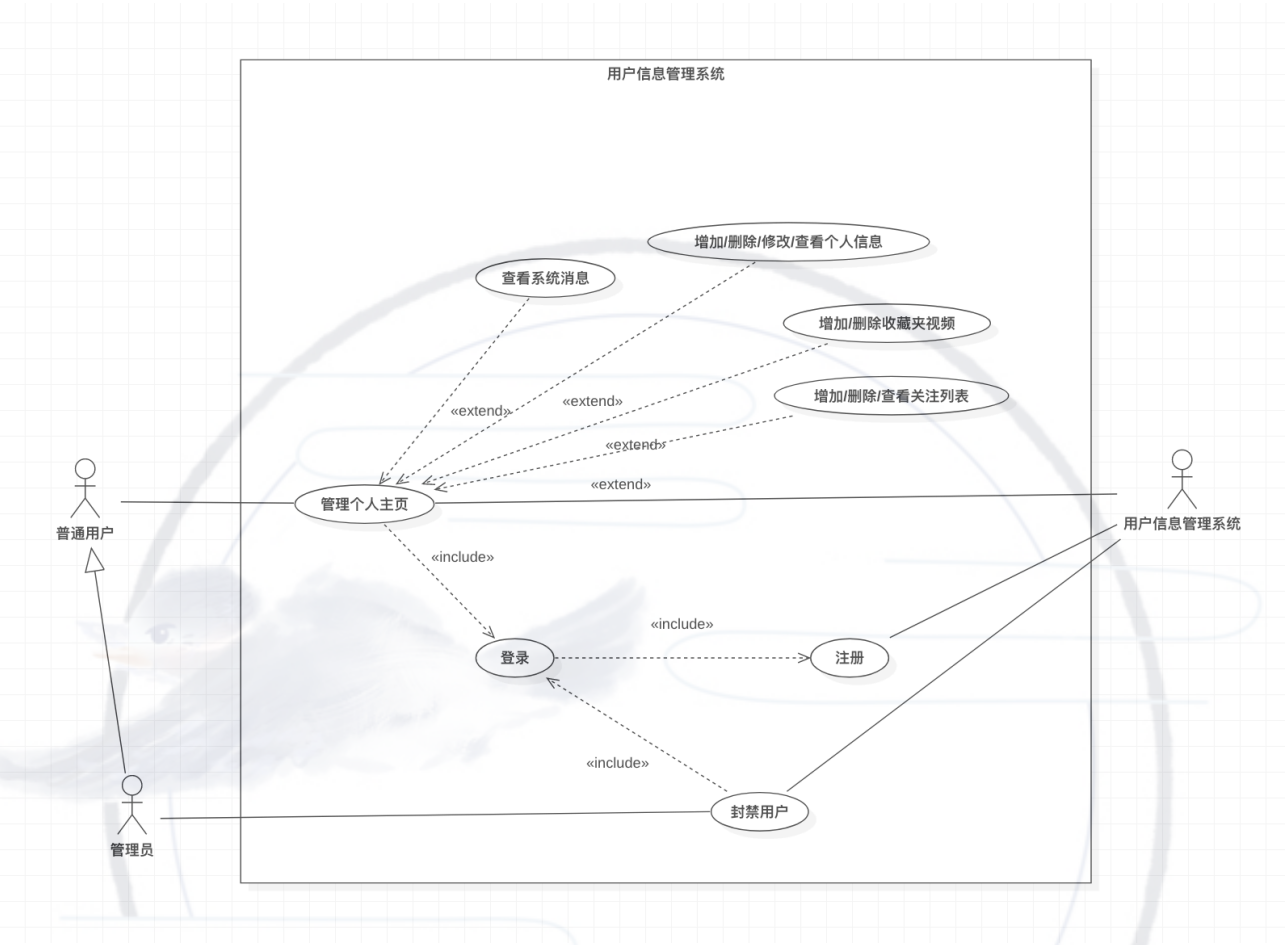 用户信息管理系统
增加/删除/修改/查看个人信息
查看系统消息
增加/删除收藏夹视频
增加/删除/查看关注列表
«extend»
«extend»
«extend»
«extend»
管理个人主页
普通用户
用户信息管理系统
«include»
«include»
登录
注册
«include»
封禁用户
管理员